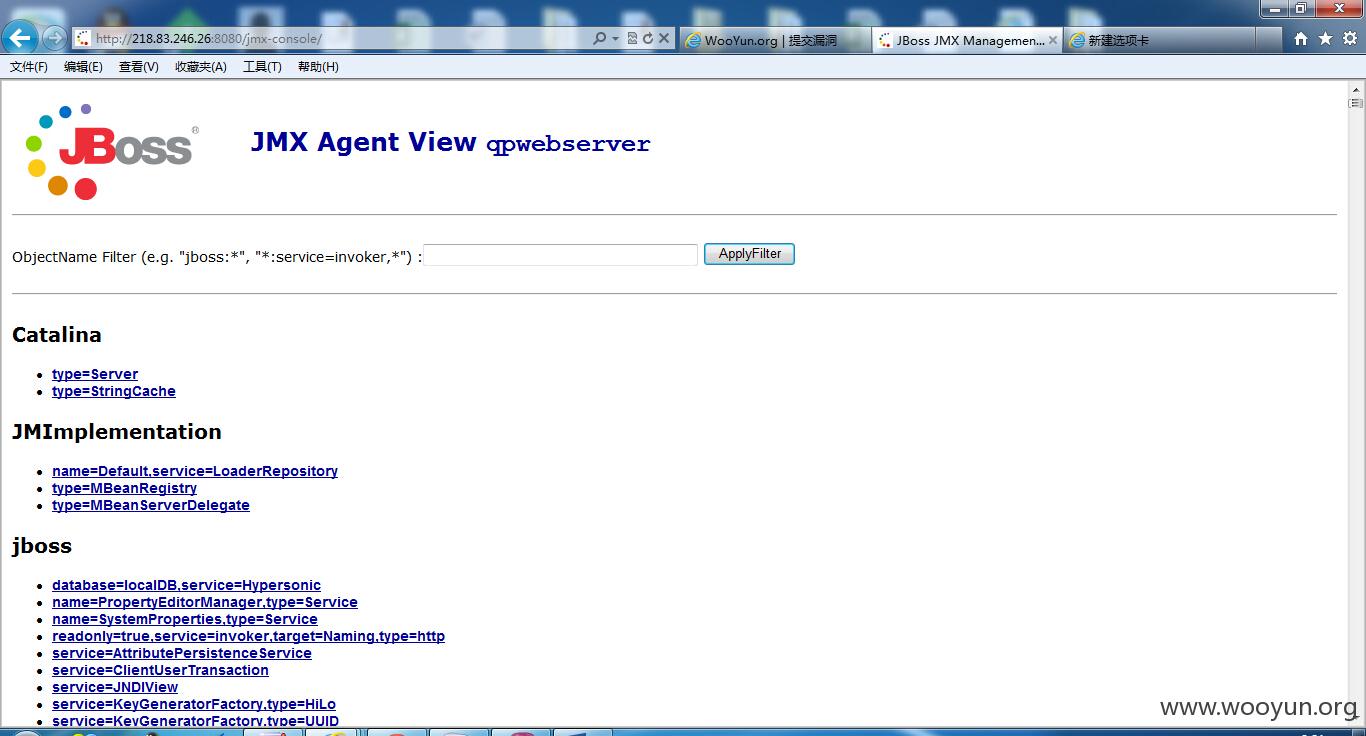 http://218.83.246.26:8080/jmx-console/
WooYun.org | 提交漏洞
JBoss JMX Managemen...
新建选项卡
文件(F) 编辑(E) 查看(V) 收藏夹(A) 工具(T) 帮助(H)
JBoss®
JMX Agent View qpwebserver
ObjectName Filter (e.g. "jboss:*", "*:service=invoker,*") :
ApplyFilter
Catalina
type=Server
type=StringCache
JMImplementation
name=Default,service=LoaderRepository
type=MBeanRegistry
type=MBeanServerDelegate
jboss
database=localDB,service=Hypersonic
name=PropertyEditorManager,type=Service
name=SystemProperties,type=Service
readonly=true,service=invoker,target=Naming,type=http
service=AttributePersistenceService
service=ClientUserTransaction
service=JNDIView
service=KeyGeneratorFactory,type=HiLo
service=KeyGeneratorFactory,type=UUID
www.wooyun.org